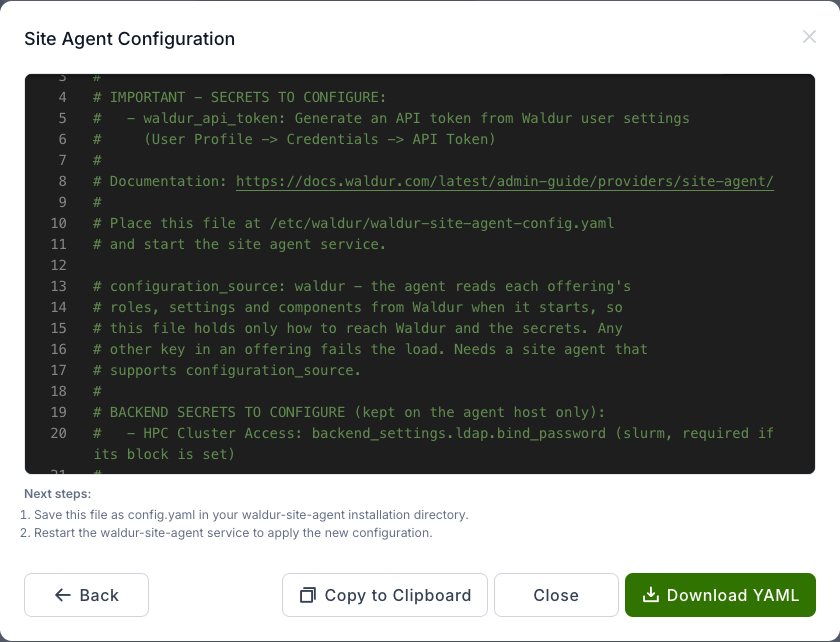 Site Agent Configuration
3 #
4 # IMPORTANT – SECRETS TO CONFIGURE:
5 #   – waldur_api_token: Generate an API token from Waldur user settings
6 #     (User Profile –> Credentials –> API Token)
7 #
8 # Documentation: https://docs.waldur.com/latest/admin-guide/providers/site-agent/
9 #
10 # Place this file at /etc/waldur/waldur-site-agent-config.yaml
11 # and start the site agent service.
12
13 # configuration_source: waldur – the agent reads each offering's
14 # roles, settings and components from Waldur when it starts, so
15 # this file holds only how to reach Waldur and the secrets. Any
16 # other key in an offering fails the load. Needs a site agent that
17 # supports configuration_source.
18 #
19 # BACKEND SECRETS TO CONFIGURE (kept on the agent host only):
20 #   – HPC Cluster Access: backend_settings.ldap.bind_password (slurm, required if
its block is set)
21 #
Next steps:
1. Save this file as config.yaml in your waldur-site-agent installation directory.
2. Restart the waldur-site-agent service to apply the new configuration.
Back
Copy to Clipboard
Close
Download YAML